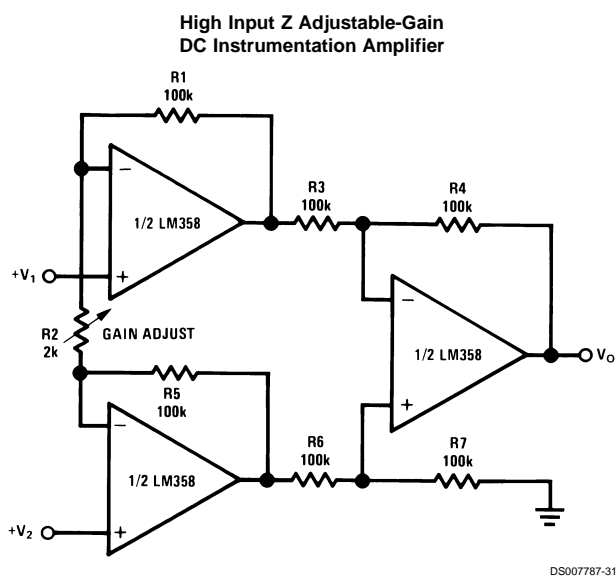 High Input Z Adjustable-Gain
DC Instrumentation Amplifier
R1
100k
R3
100k
R4
100k
−
1/2 LM358
+V1
+
R2
2k
GAIN ADJUST
−
1/2 LM358
+
VO
R5
100k
−
1/2 LM358
R6
100k
R7
100k
+V2
+
DS007787-31